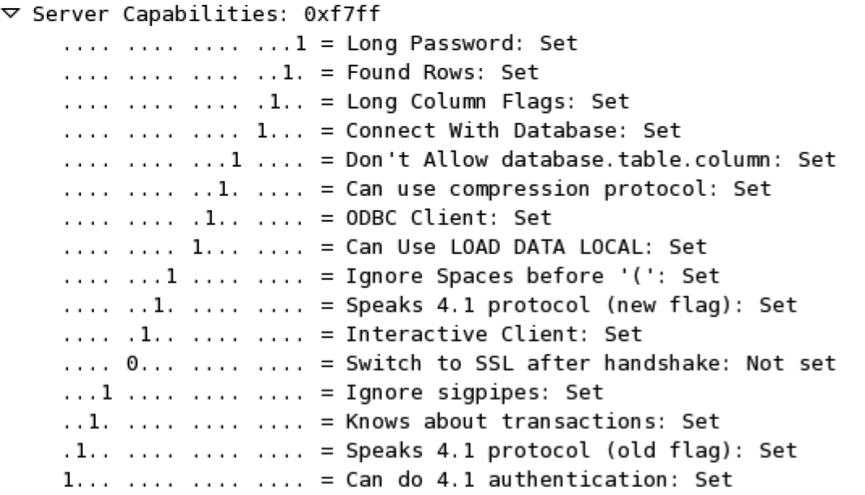 ▽ Server Capabilities: 0xf7ff
.... .... .... ...1 = Long Password: Set
.... .... .... ..1. = Found Rows: Set
.... .... .... .1.. = Long Column Flags: Set
.... .... .... 1... = Connect With Database: Set
.... .... ...1 .... = Don't Allow database.table.column: Set
.... .... ..1. .... = Can use compression protocol: Set
.... .... .1.. .... = ODBC Client: Set
.... .... 1... .... = Can Use LOAD DATA LOCAL: Set
.... ...1 .... .... = Ignore Spaces before '(': Set
.... ..1. .... .... = Speaks 4.1 protocol (new flag): Set
.... .1.. .... .... = Interactive Client: Set
.... 0... .... .... = Switch to SSL after handshake: Not set
...1 .... .... .... = Ignore sigpipes: Set
..1. .... .... .... = Knows about transactions: Set
.1.. .... .... .... = Speaks 4.1 protocol (old flag): Set
1... .... .... .... = Can do 4.1 authentication: Set